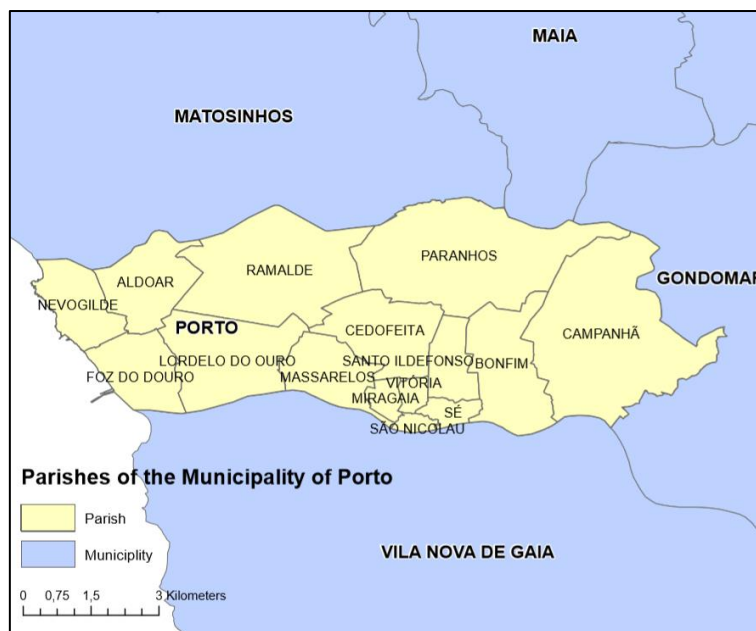 MAIA
MATOSINHOS
PARANHOS
RAMALDE
ALDOAR
GONDOMAR
NEVOGILDE
PORTO
CEDOFEITA
CAMPANHÃ
LORDELO DO OURO
SANTO ILDEFONSO
BONFIM
FOZ DO DOURO
MASSARELOS
VITÓRIA
MIRAGAIA
SÉ
SÃO NICOLAU
Parishes of the Municipality of Porto
Parish
Municiplity
VILA NOVA DE GAIA
0 0,75 1,5 3 Kilometers